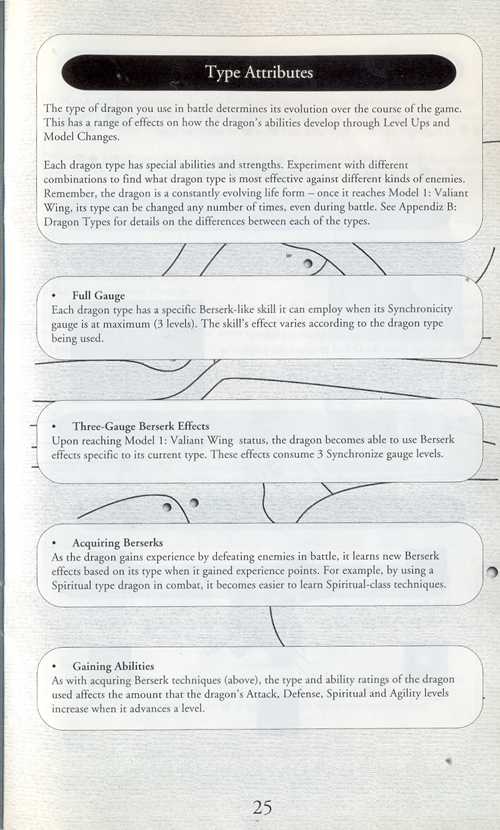 Type Attributes
The type of dragon you use in battle determines its evolution over the course of the game.
This has a range of effects on how the dragon's abilities develop through Level Ups and
Model Changes.
Each dragon type has special abilities and strengths. Experiment with different
combinations to find what dragon type is most effective against different kinds of enemies.
Remember, the dragon is a constantly evolving life form – once it reaches Model 1: Valiant
Wing, its type can be changed any number of times, even during battle. See Appendiz B:
Dragon Types for details on the differences between each of the types.
• Full Gauge
Each dragon type has a specific Berserk-like skill it can employ when its Synchronicity
gauge is at maximum (3 levels). The skill's effect varies according to the dragon type
being used.
• Three-Gauge Berserk Effects
Upon reaching Model 1: Valiant Wing status, the dragon becomes able to use Berserk
effects specific to its current type. These effects consume 3 Synchronize gauge levels.
• Acquiring Berserks
As the dragon gains experience by defeating enemies in battle, it learns new Berserk
effects based on its type when it gained experience points. For example, by using a
Spiritual type dragon in combat, it becomes easier to learn Spiritual-class techniques.
• Gaining Abilities
As with acquring Berserk techniques (above), the type and ability ratings of the dragon
used affects the amount that the dragon's Attack, Defense, Spiritual and Agility levels
increase when it advances a level.
25